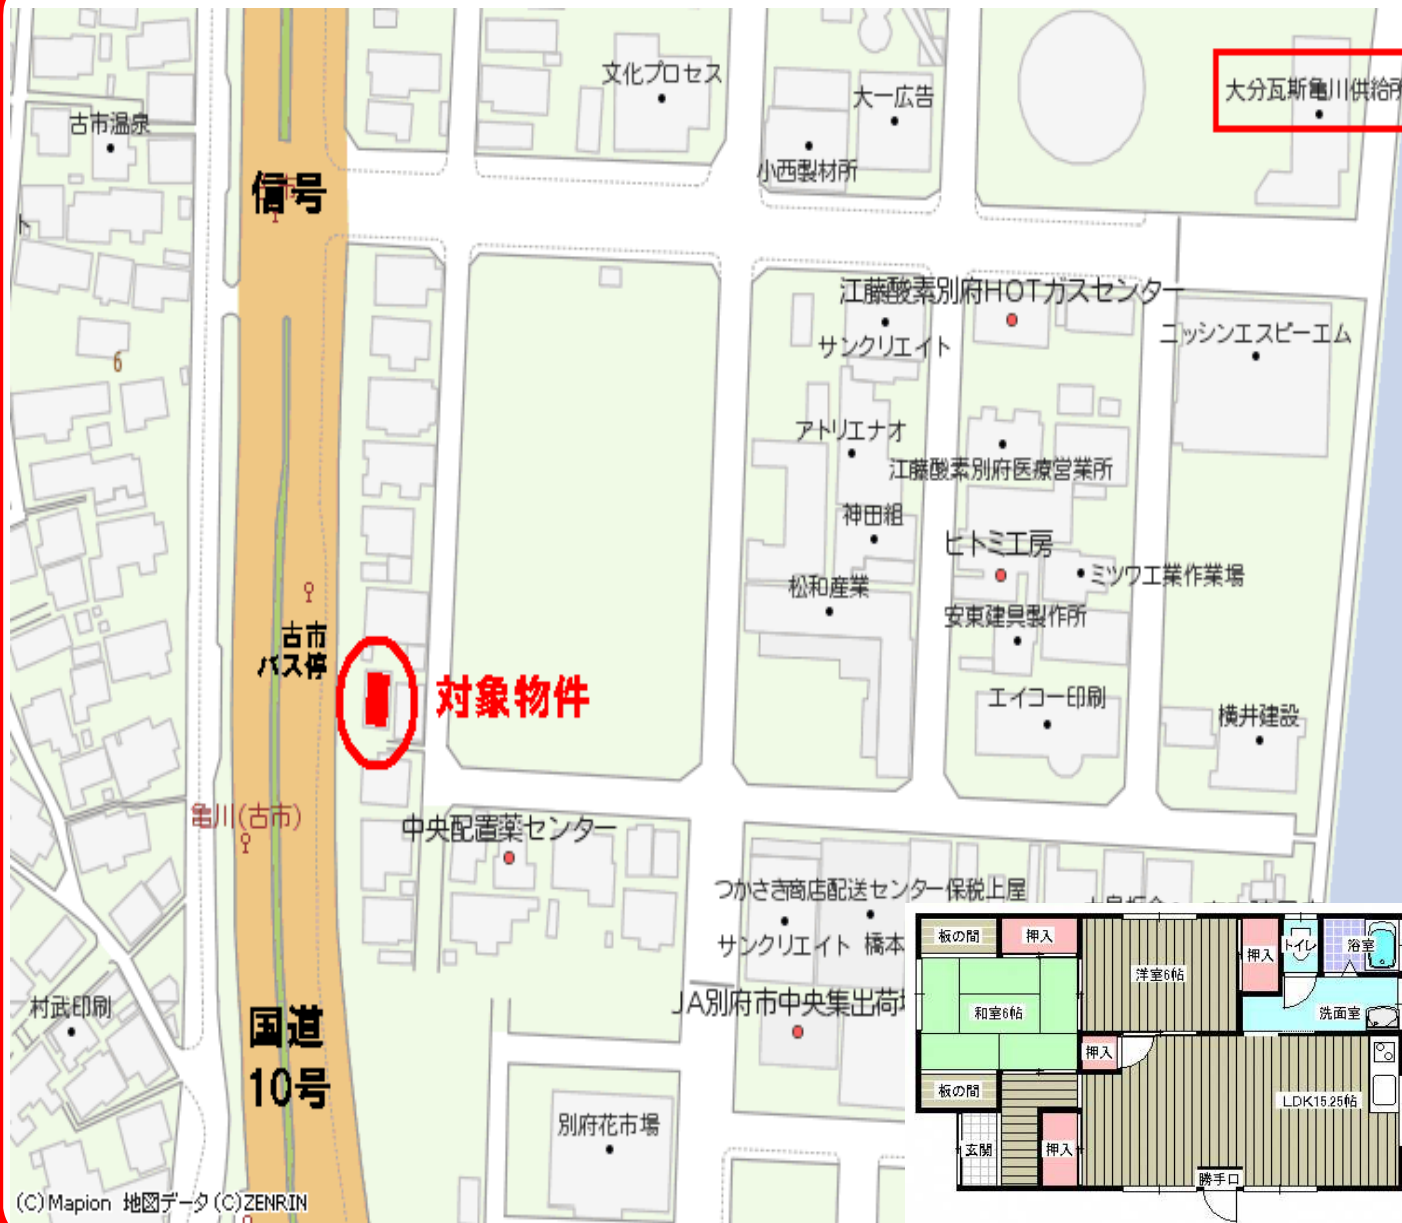 文化プロセス
大一広告
大分瓦斯亀川供給所
古市温泉
小西製材所
信号
江藤酸素別府HOTガスセンター
サンクリエイト
ニッシンエスピーエム
6
アトリエナオ
江藤酸素別府医療営業所
神田組
ヒトミ工房
ミツワ工業作業場
松和産業
安東建具製作所
古市
バス停
対象物件
エイコー印刷
横井建設
亀川(古市)
中央配置薬センター
つかさき商店配送センター保税上屋
サンクリエイト
橋本
JA別府市中央集出荷
村武印刷
国道
10号
別府花市場
板の間
押入
洋室6帖
押入
トイレ
浴室
和室6帖
洗面室
押入
板の間
LDK15.25帖
玄関
押入
勝手口
(C)Mapion 地図データ(C)ZENRIN